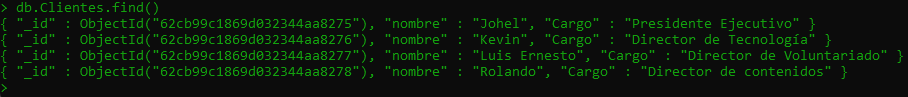 > db.Clientes.find()
{ "_id" : ObjectId("62cb99c1869d032344aa8275"), "nombre" : "Johel", "Cargo" : "Presidente Ejecutivo" }
{ "_id" : ObjectId("62cb99c1869d032344aa8276"), "nombre" : "Kevin", "Cargo" : "Director de Tecnología" }
{ "_id" : ObjectId("62cb99c1869d032344aa8277"), "nombre" : "Luis Ernesto", "Cargo" : "Director de Voluntariado" }
{ "_id" : ObjectId("62cb99c1869d032344aa8278"), "nombre" : "Rolando", "Cargo" : "Director de contenidos" }
>